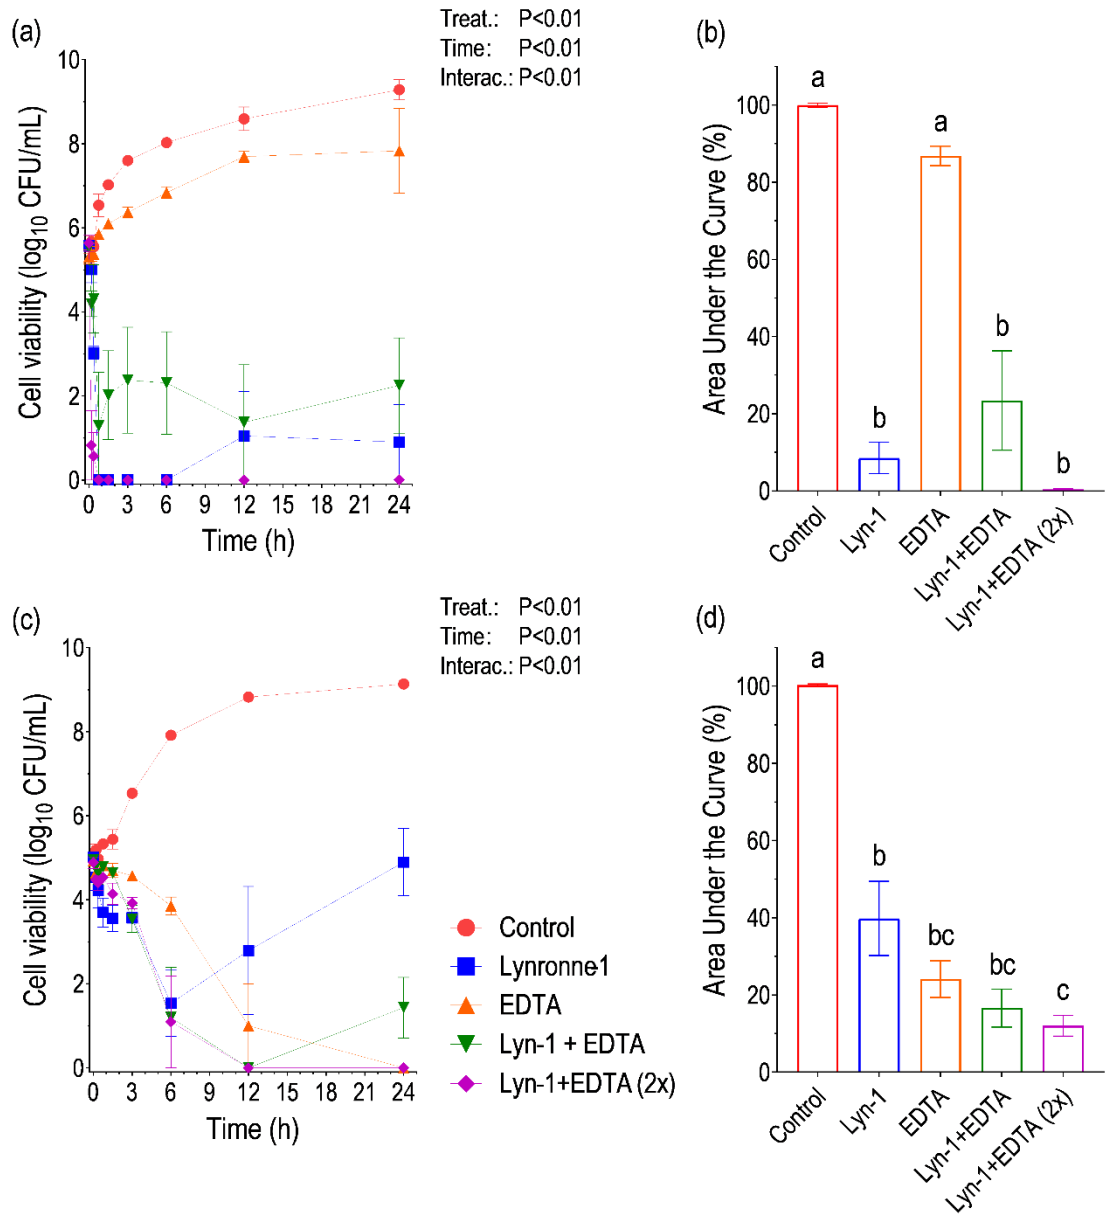 (a)
Treat.: P<0.01
Time: P<0.01
Interac.: P<0.01
Cell viability (log10 CFU/mL)
10
8
6
4
2
0
0 3 6 9 12 15 18 21 24
Time (h)
(b)
Area Under the Curve (%)
100
80
60
40
20
0
a
b
a
b
b
Control
Lyn-1
EDTA
Lyn-1+EDTA
Lyn-1+EDTA (2x)
(c)
Treat.: P<0.01
Time: P<0.01
Interac.: P<0.01
Cell viability (log10 CFU/mL)
10
8
6
4
2
0
0 3 6 9 12 15 18 21 24
Time (h)
Control
Lynronne-1
EDTA
Lyn-1 + EDTA
Lyn-1+EDTA (2x)
(d)
Area Under the Curve (%)
100
80
60
40
20
0
a
b
bc
bc
c
Control
Lyn-1
EDTA
Lyn-1+EDTA
Lyn-1+EDTA (2x)